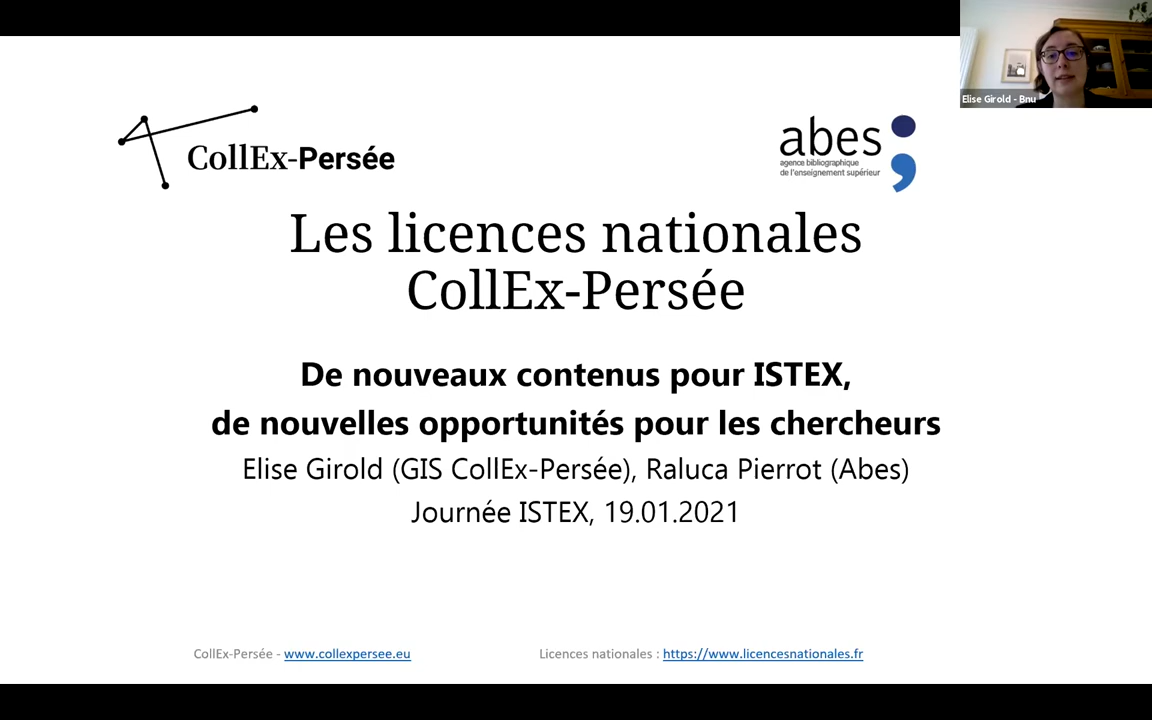 Elise Girold - Bnu
CollEx-Persée
abes
agence bibliographique
de l'enseignement supérieur
Les licences nationales
CollEx-Persée
De nouveaux contenus pour ISTEX,
de nouvelles opportunités pour les chercheurs
Elise Girold (GIS CollEx-Persée), Raluca Pierrot (Abes)
Journée ISTEX, 19.01.2021
CollEx-Persée - www.collexpersee.eu
Licences nationales : https://www.licencesnationales.fr